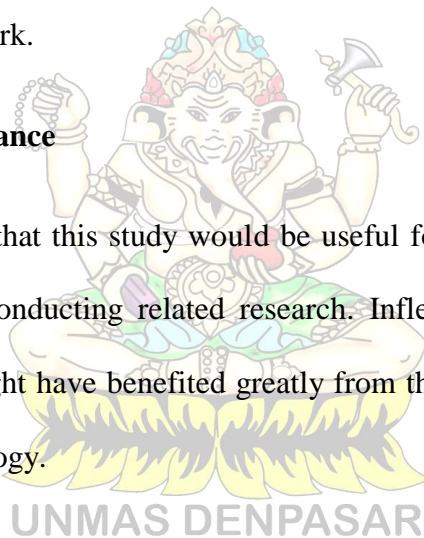 rk.
ance
that this study would be useful fo
onducting related research. Infle
ght have benefited greatly from th
ogy.
UNMAS DENPASAR